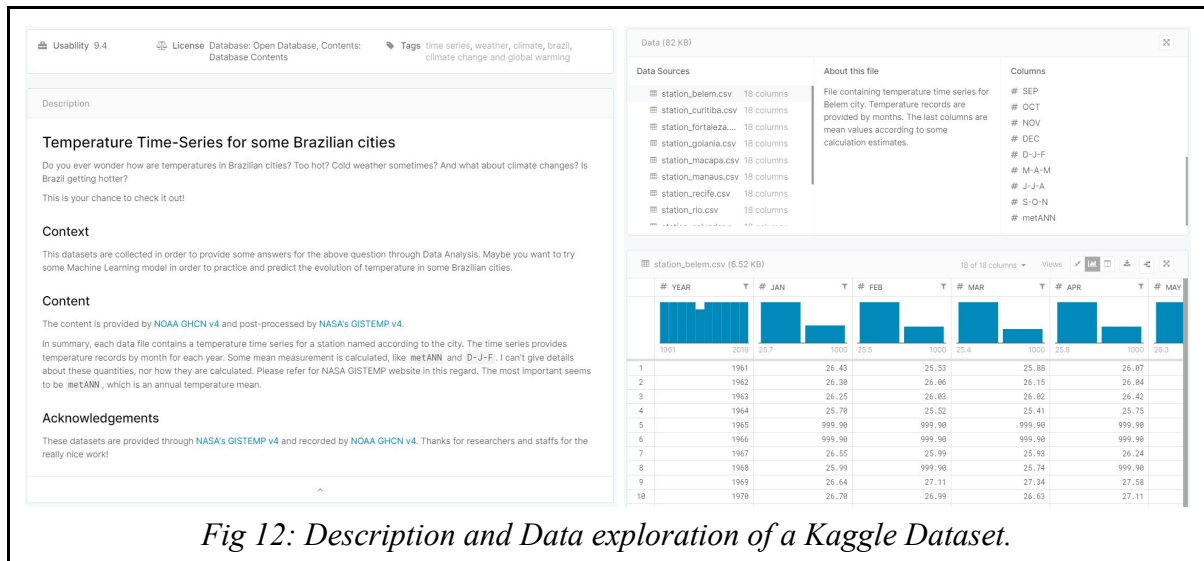 Usability 9.4
License Database: Open Database, Contents:
Database Contents
Tags time series, weather, climate, brazil,
climate change and global warming
Description
Temperature Time-Series for some Brazilian cities
Do you ever wonder how are temperatures in Brazilian cities? Too hot? Cold weather sometimes? And what about climate changes? Is
Brazil getting hotter?
This is your chance to check it out!
Context
This datasets are collected in order to provide some answers for the above question through Data Analysis. Maybe you want to try
some Machine Learning model in order to practice and predict the evolution of temperature in some Brazilian cities.
Content
The content is provided by NOAA GHCN v4 and post-processed by NASA's GISTEMP v4.
In summary, each data file contains a temperature time series for a station named according to the city. The time series provides
temperature records by month for each year. Some mean measurement is calculated, like metANN and D-J-F. I can't give details
about these quantities, nor how they are calculated. Please refer for NASA GISTEMP website in this regard. The most important seems
to be metANN, which is an annual temperature mean.
Acknowledgements
These datasets are provided through NASA's GISTEMP v4 and recorded by NOAA GHCN v4. Thanks for researchers and staffs for the
really nice work!
Data (82 KB)
Data Sources
station_belem.csv 18 columns
station_curitiba.csv 18 columns
station_fortaleza.... 18 columns
station_goiania.csv 18 columns
station_macapa.csv 18 columns
station_manaus.csv 18 columns
station_recife.csv 18 columns
station_rio.csv 18 columns
About this file
File containing temperature time series for
Belem city. Temperature records are
provided by months. The last columns are
mean values according to some
calculation estimates.
Columns
# SEP
# OCT
# NOV
# DEC
# D-J-F
# M-A-M
# J-J-A
# S-O-N
# metANN
station_belem.csv (6.52 KB) 18 of 18 columns Views
# YEAR # JAN # FEB # MAR # APR # MAY
1961 2019 25.7 1000 25.5 1000 25.4 1000 25.8 1000 26.3
1 1961 26.43 25.53 25.88 26.07
2 1962 26.30 26.06 26.15 26.04
3 1963 26.25 26.03 26.02 26.42
4 1964 25.70 25.52 25.41 25.75
5 1965 999.90 999.90 999.90 999.90
6 1966 999.90 999.90 999.90 999.90
7 1967 26.55 25.99 25.93 26.24
8 1968 25.99 999.90 25.74 999.90
9 1969 26.64 27.11 27.34 27.58
10 1970 26.70 26.99 26.63 27.11
Fig 12: Description and Data exploration of a Kaggle Dataset.